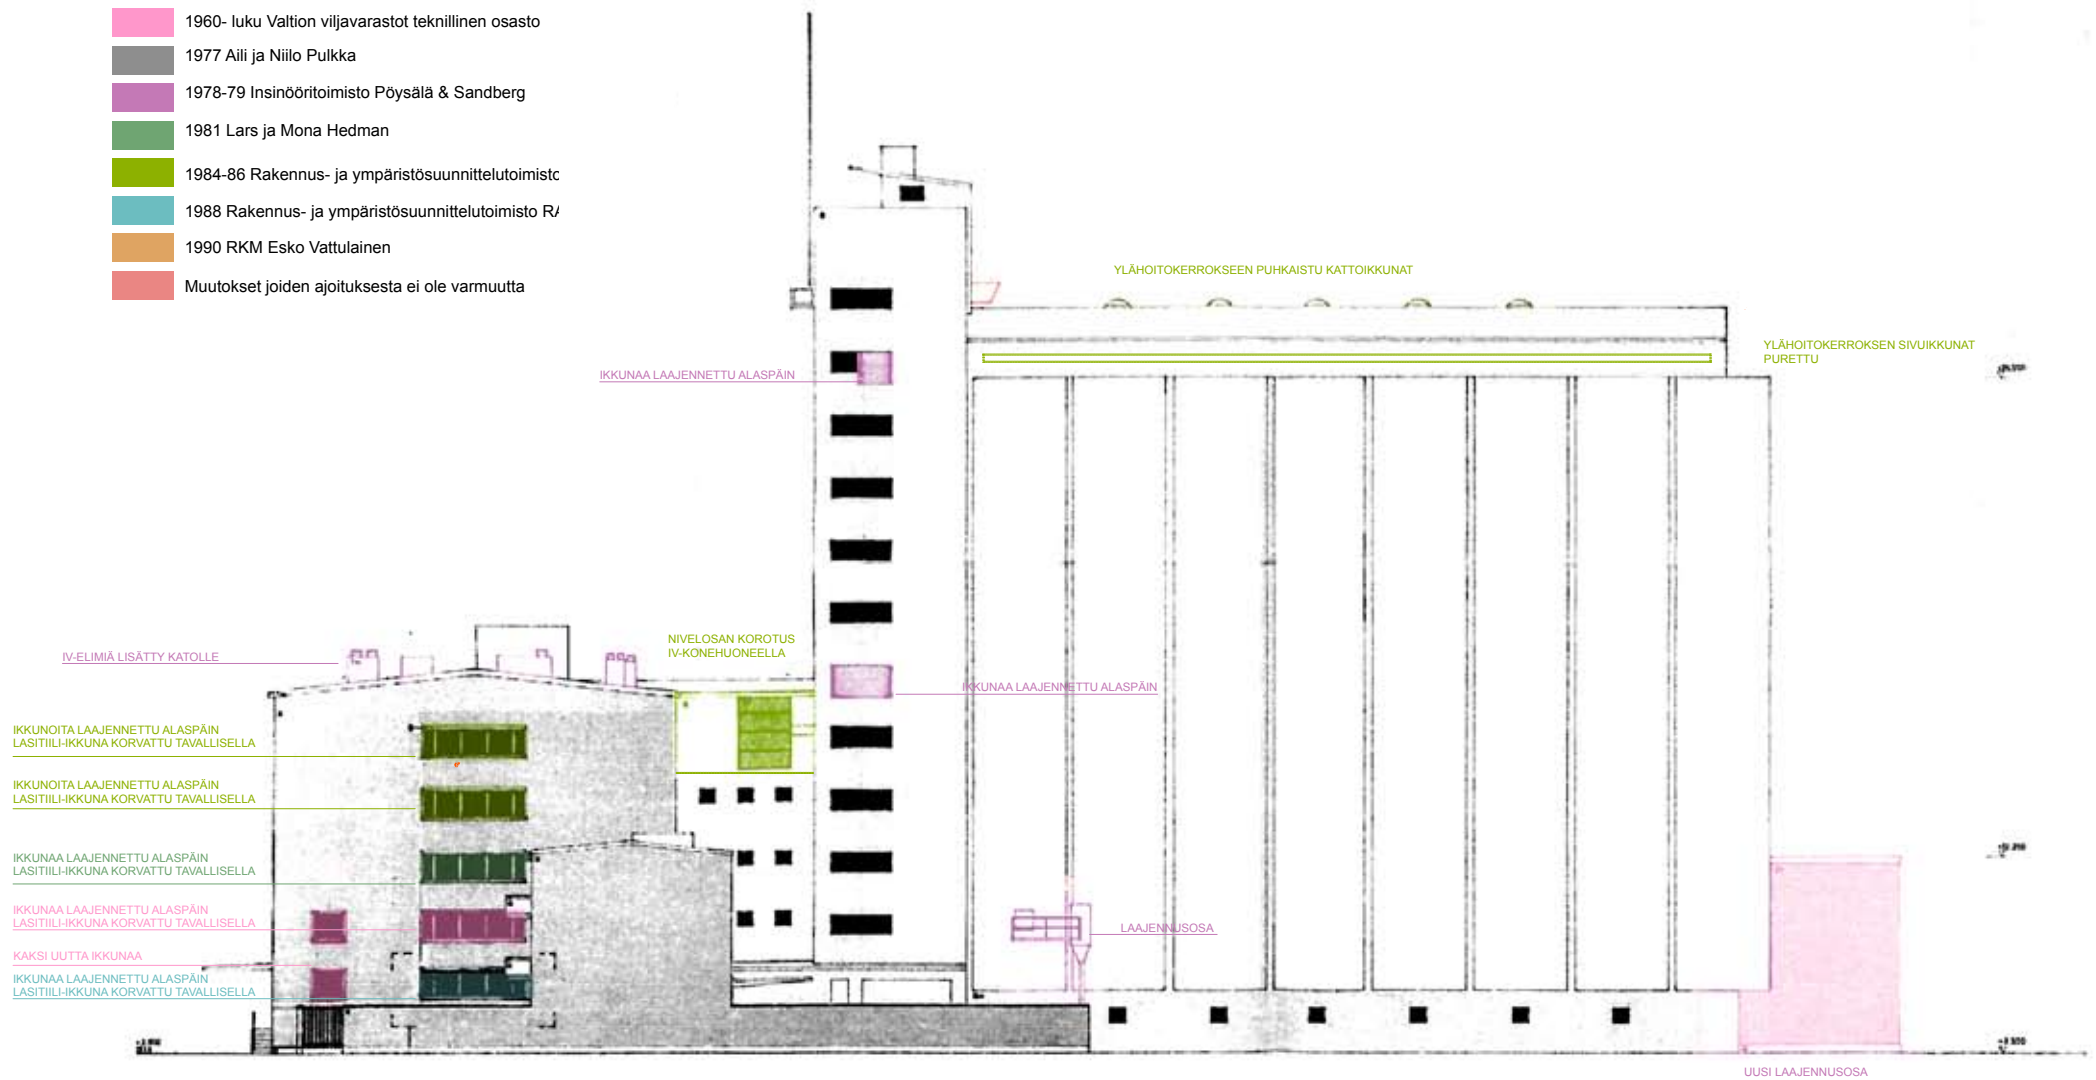 1960- luku Valtion viljavarastot teknillinen osasto
1977 Aili ja Niilo Pulkka
1978-79 Insinööritoimisto Pöysälä & Sandberg
1981 Lars ja Mona Hedman
1984-86 Rakennus- ja ympäristösuunnittelutoimisto
1988 Rakennus- ja ympäristösuunnittelutoimisto RA
1990 RKM Esko Vattulainen
Muutokset joiden ajoituksesta ei ole varmuutta
YLÄHOITOKERROKSEEN PUHKAISTU KATTOIKKUNAT
YLÄHOITOKERROKSEN SIVUIKKUNAT
PURETTU
IKKUNAA LAAJENNETTU ALASPÄIN
NIVELOSAN KOROTUS
IV-KONEHUONEELLA
IV-ELIMIÄ LISÄTTY KATOLLE
IKKUNAA LAAJENNETTU ALASPÄIN
IKKUNOITA LAAJENNETTU ALASPÄIN
LASITIILI-IKKUNA KORVATTU TAVALLISELLA
IKKUNOITA LAAJENNETTU ALASPÄIN
LASITIILI-IKKUNA KORVATTU TAVALLISELLA
IKKUNAA LAAJENNETTU ALASPÄIN
LASITIILI-IKKUNA KORVATTU TAVALLISELLA
IKKUNAA LAAJENNETTU ALASPÄIN
LASITIILI-IKKUNA KORVATTU TAVALLISELLA
LAAJENNUSOSA
KAKSI UUTTA IKKUNAA
IKKUNAA LAAJENNETTU ALASPÄIN
LASITIILI-IKKUNA KORVATTU TAVALLISELLA
UUSI LAAJENNUSOSA